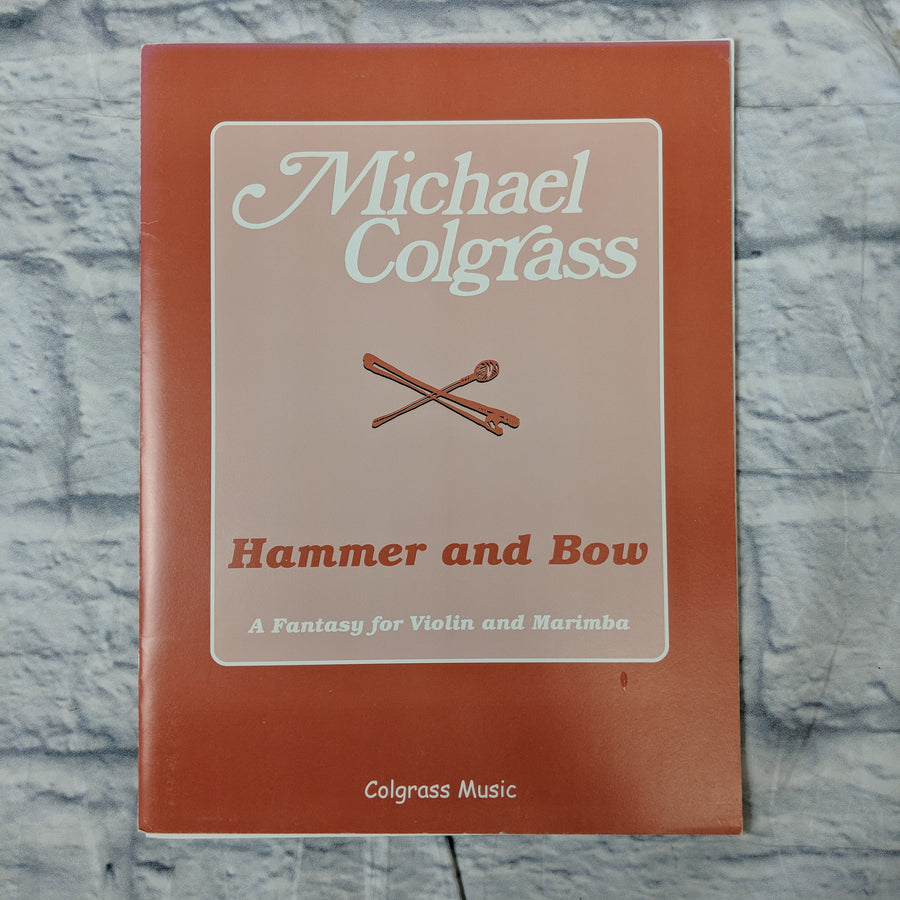 Michael
Colgrass
Hammer and Bow
A Fantasy for Violin and Marimba
Colgrass Music